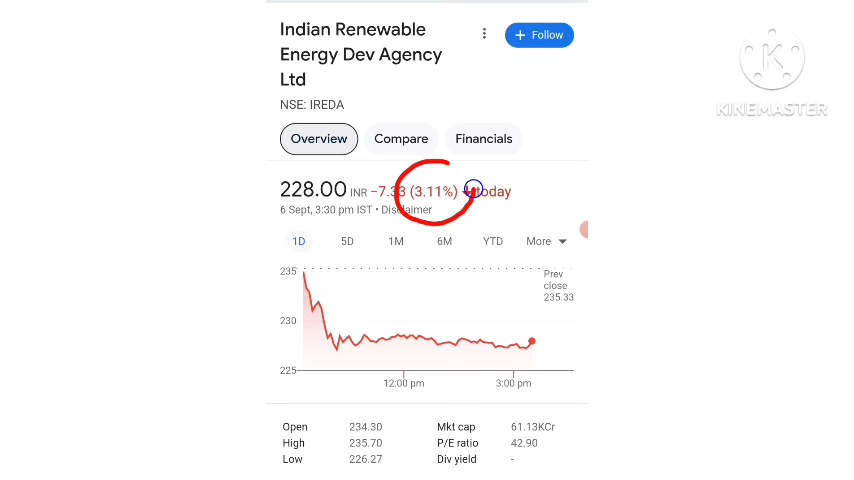 Indian Renewable
Energy Dev Agency
Ltd
+ Follow
NSE: IREDA
Overview Compare Financials
228.00 INR −7.33 (3.11%) today
6 Sept, 3:30 pm IST • Disclaimer
1D 5D 1M 6M YTD More
235
Prev
close
235.33
230
225
12:00 pm 3:00 pm
Open 234.30 Mkt cap 61.13KCr
High 235.70 P/E ratio 42.90
Low 226.27 Div yield -
K
KINEMASTER